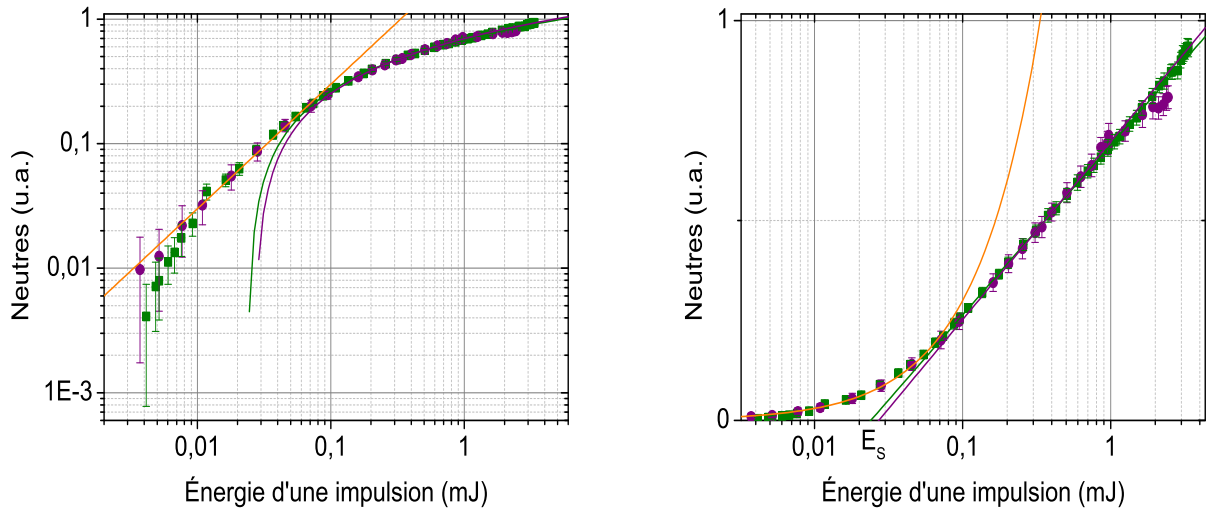 1
0,1
0,01
1E-3
Neutres (u.a.)
0,01
0,1
1
Énergie d'une impulsion (mJ)
1
0
Neutres (u.a.)
0,01
E_S
0,1
1
Énergie d'une impulsion (mJ)